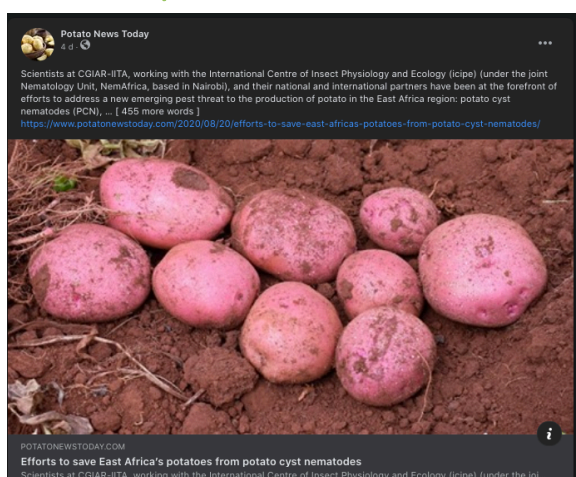 Potato News Today
4 d ·
Scientists at CGIAR-IITA, working with the International Centre of Insect Physiology and Ecology (icipe) (under the joint
Nematology Unit, NemAfrica, based in Nairobi), and their national and international partners have been at the forefront of
efforts to address a new emerging pest threat to the production of potato in the East Africa region: potato cyst
nematodes (PCN), ... [ 455 more words ]
https://www.potatonewstoday.com/2020/08/20/efforts-to-save-east-africas-potatoes-from-potato-cyst-nematodes/
i
POTATONEWSTODAY.COM
Efforts to save East Africa's potatoes from potato cyst nematodes
Scientists at CGIAR-IITA, working with the International Centre of Insect Physiology and Ecology (icipe) (under the joi